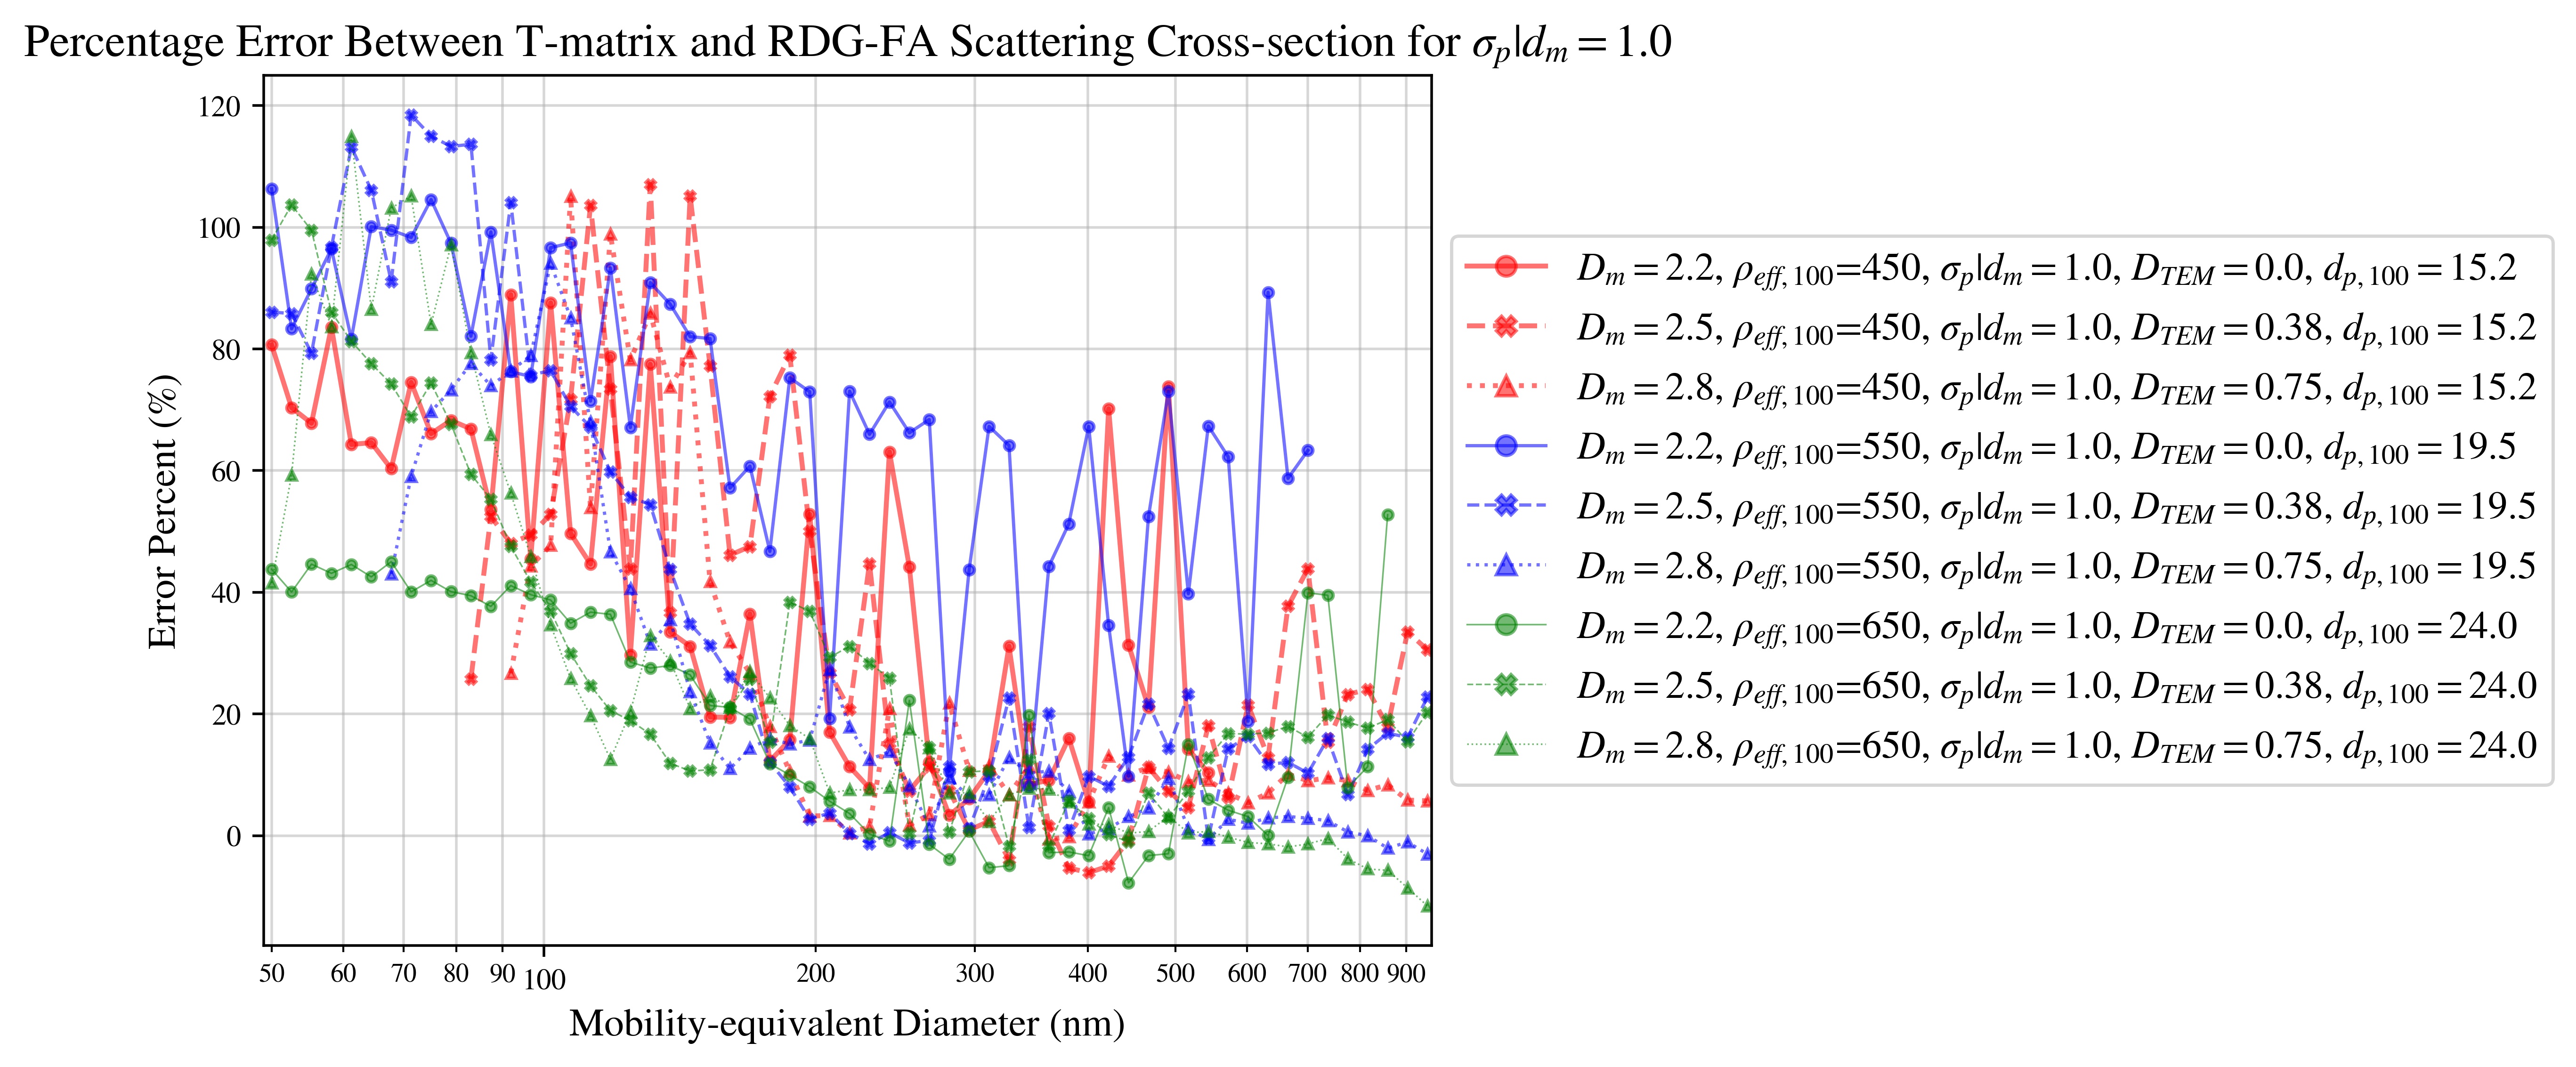 Percentage Error Between T-matrix and RDG-FA Scattering Cross-section for σp|dm = 1.0
120
100
80
60
40
20
0
Error Percent (%)
50 60 70 80 90 100 200 300 400 500 600 700 800 900
Mobility-equivalent Diameter (nm)
Dm = 2.2, ρeff,100=450, σp|dm = 1.0, DTEM = 0.0, dp,100 = 15.2
Dm = 2.5, ρeff,100=450, σp|dm = 1.0, DTEM = 0.38, dp,100 = 15.2
Dm = 2.8, ρeff,100=450, σp|dm = 1.0, DTEM = 0.75, dp,100 = 15.2
Dm = 2.2, ρeff,100=550, σp|dm = 1.0, DTEM = 0.0, dp,100 = 19.5
Dm = 2.5, ρeff,100=550, σp|dm = 1.0, DTEM = 0.38, dp,100 = 19.5
Dm = 2.8, ρeff,100=550, σp|dm = 1.0, DTEM = 0.75, dp,100 = 19.5
Dm = 2.2, ρeff,100=650, σp|dm = 1.0, DTEM = 0.0, dp,100 = 24.0
Dm = 2.5, ρeff,100=650, σp|dm = 1.0, DTEM = 0.38, dp,100 = 24.0
Dm = 2.8, ρeff,100=650, σp|dm = 1.0, DTEM = 0.75, dp,100 = 24.0